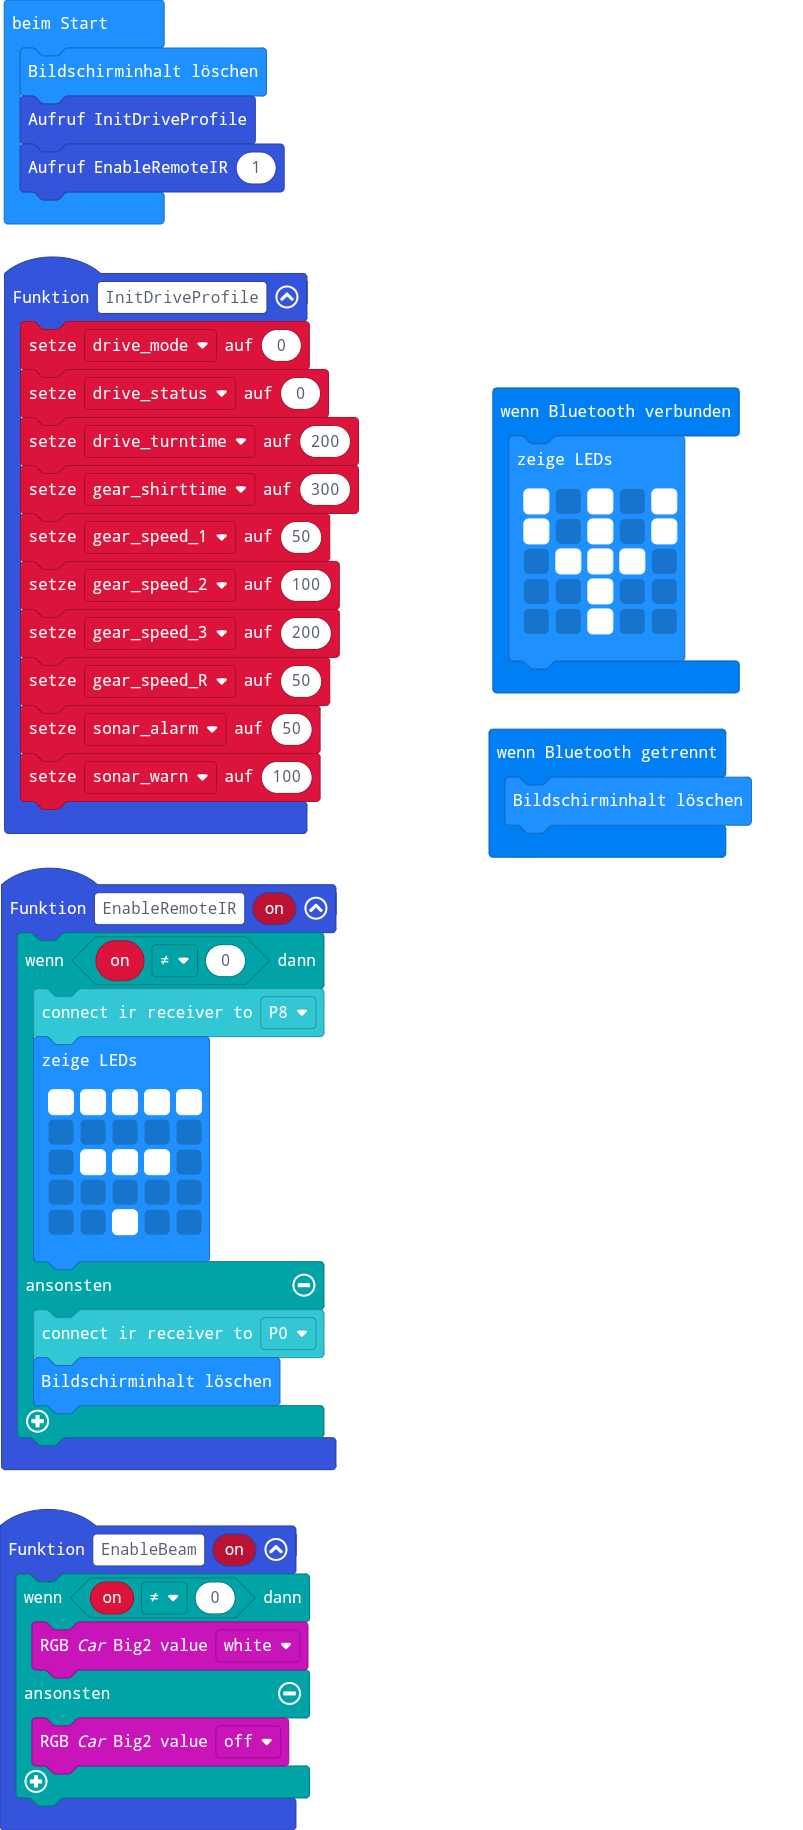 beim Start
Bildschirminhalt löschen
Aufruf InitDriveProfile
Aufruf EnableRemoteIR 1
Funktion InitDriveProfile
setze drive_mode auf 0
setze drive_status auf 0
setze drive_turntime auf 200
setze gear_shirttime auf 300
setze gear_speed_1 auf 50
setze gear_speed_2 auf 100
setze gear_speed_3 auf 200
setze gear_speed_R auf 50
setze sonar_alarm auf 50
setze sonar_warn auf 100
wenn Bluetooth verbunden
zeige LEDs
wenn Bluetooth getrennt
Bildschirminhalt löschen
Funktion EnableRemoteIR on
wenn on ≠ 0 dann
connect ir receiver to P8
zeige LEDs
ansonsten
connect ir receiver to P0
Bildschirminhalt löschen
Funktion EnableBeam on
wenn on ≠ 0 dann
RGB Car Big2 value white
ansonsten
RGB Car Big2 value off